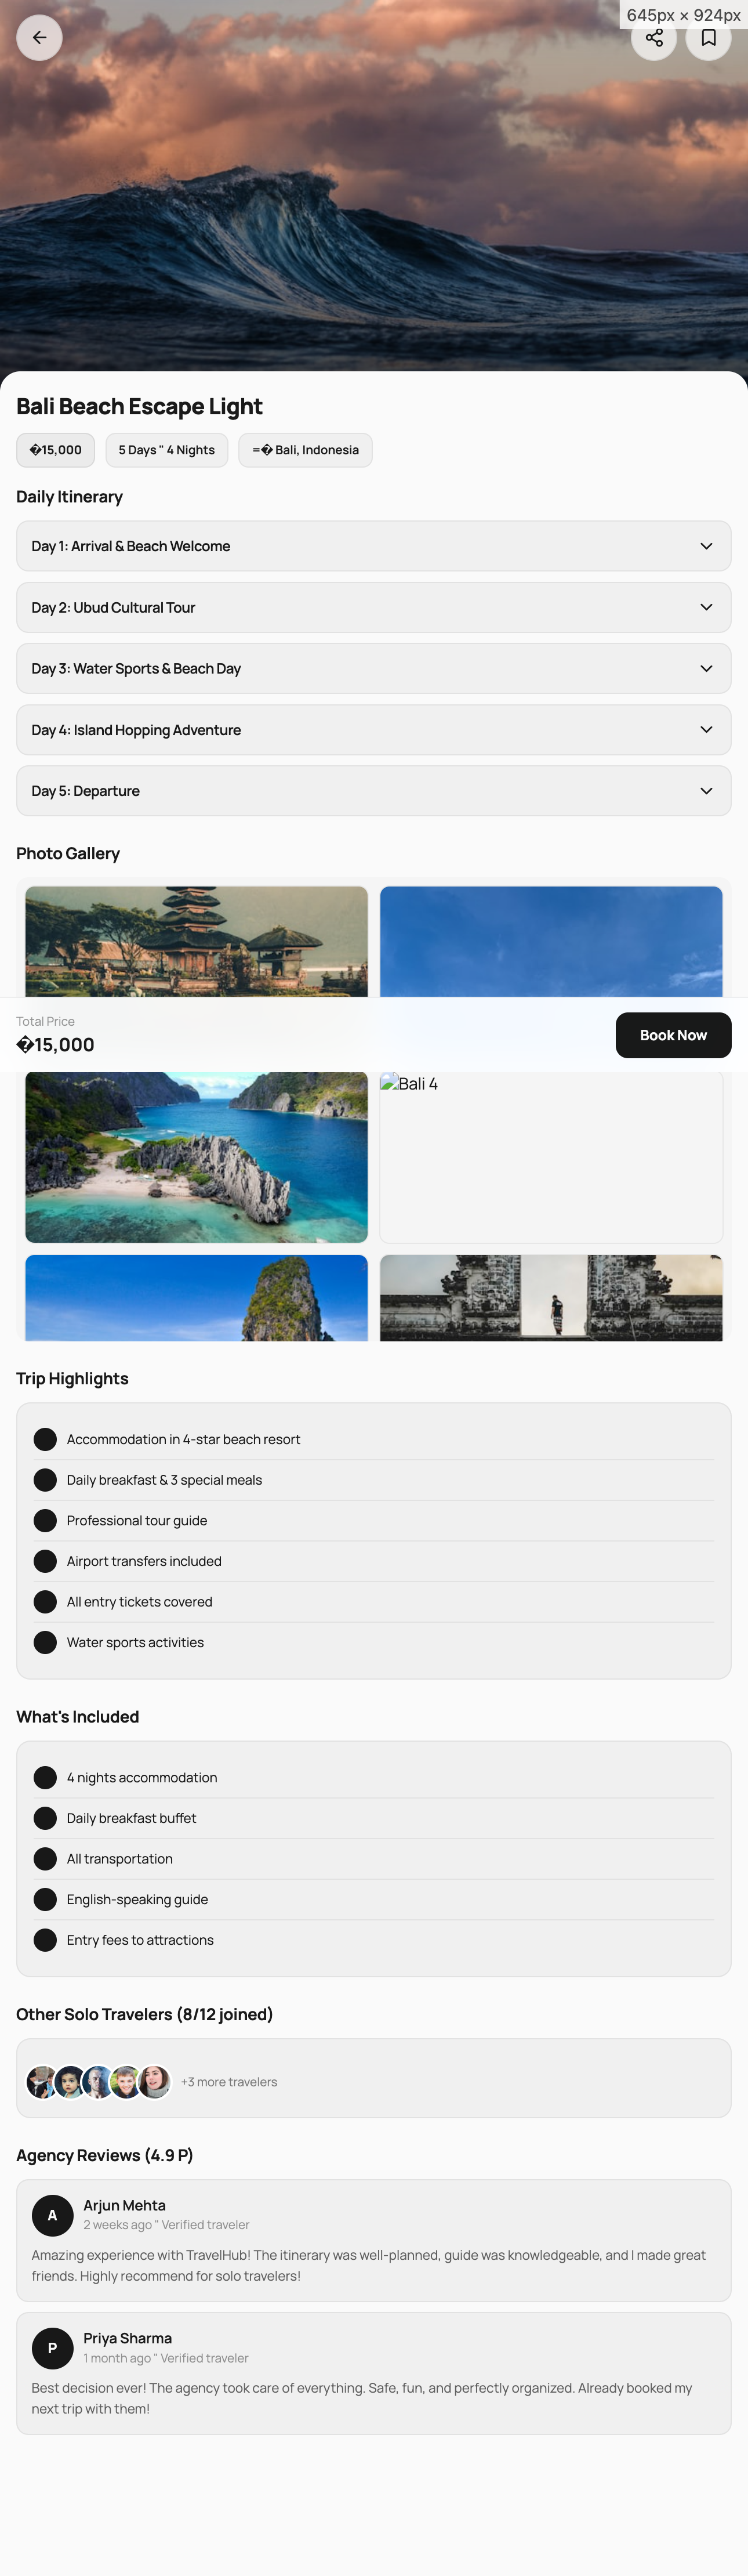 645px × 924px
Bali Beach Escape Light
�15,000
5 Days " 4 Nights
=� Bali, Indonesia
Daily Itinerary
Day 1: Arrival & Beach Welcome
Day 2: Ubud Cultural Tour
Day 3: Water Sports & Beach Day
Day 4: Island Hopping Adventure
Day 5: Departure
Photo Gallery
Total Price
�15,000
Book Now
Bali 4
Trip Highlights
Accommodation in 4-star beach resort
Daily breakfast & 3 special meals
Professional tour guide
Airport transfers included
All entry tickets covered
Water sports activities
What's Included
4 nights accommodation
Daily breakfast buffet
All transportation
English-speaking guide
Entry fees to attractions
Other Solo Travelers (8/12 joined)
+3 more travelers
Agency Reviews (4.9 P)
A
Arjun Mehta
2 weeks ago " Verified traveler
Amazing experience with TravelHub! The itinerary was well-planned, guide was knowledgeable, and I made great
friends. Highly recommend for solo travelers!
P
Priya Sharma
1 month ago " Verified traveler
Best decision ever! The agency took care of everything. Safe, fun, and perfectly organized. Already booked my
next trip with them!